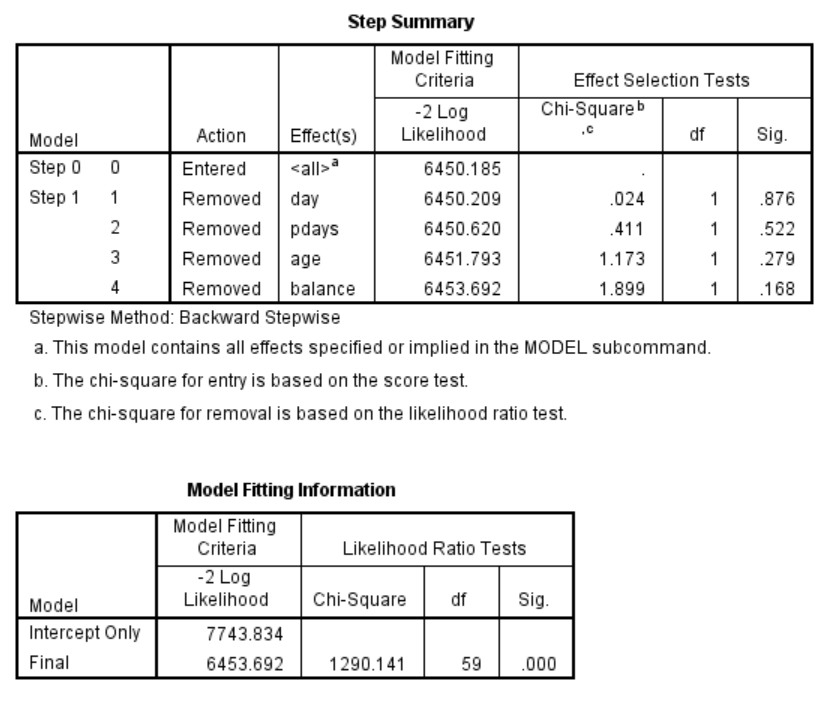 Step Summary
Model Action Effect(s) Model Fitting Criteria Effect Selection Tests
-2 Log Likelihood Chi-Square b .c df Sig.
Step 0 0 Entered <all>a 6450.185 .
Step 1 1 Removed day 6450.209 .024 1 .876
2 Removed pdays 6450.620 .411 1 .522
3 Removed age 6451.793 1.173 1 .279
4 Removed balance 6453.692 1.899 1 .168
Stepwise Method: Backward Stepwise
a. This model contains all effects specified or implied in the MODEL subcommand.
b. The chi-square for entry is based on the score test.
c. The chi-square for removal is based on the likelihood ratio test.
Model Fitting Information
Model Model Fitting Criteria Likelihood Ratio Tests
-2 Log Likelihood Chi-Square df Sig.
Intercept Only 7743.834
Final 6453.692 1290.141 59 .000